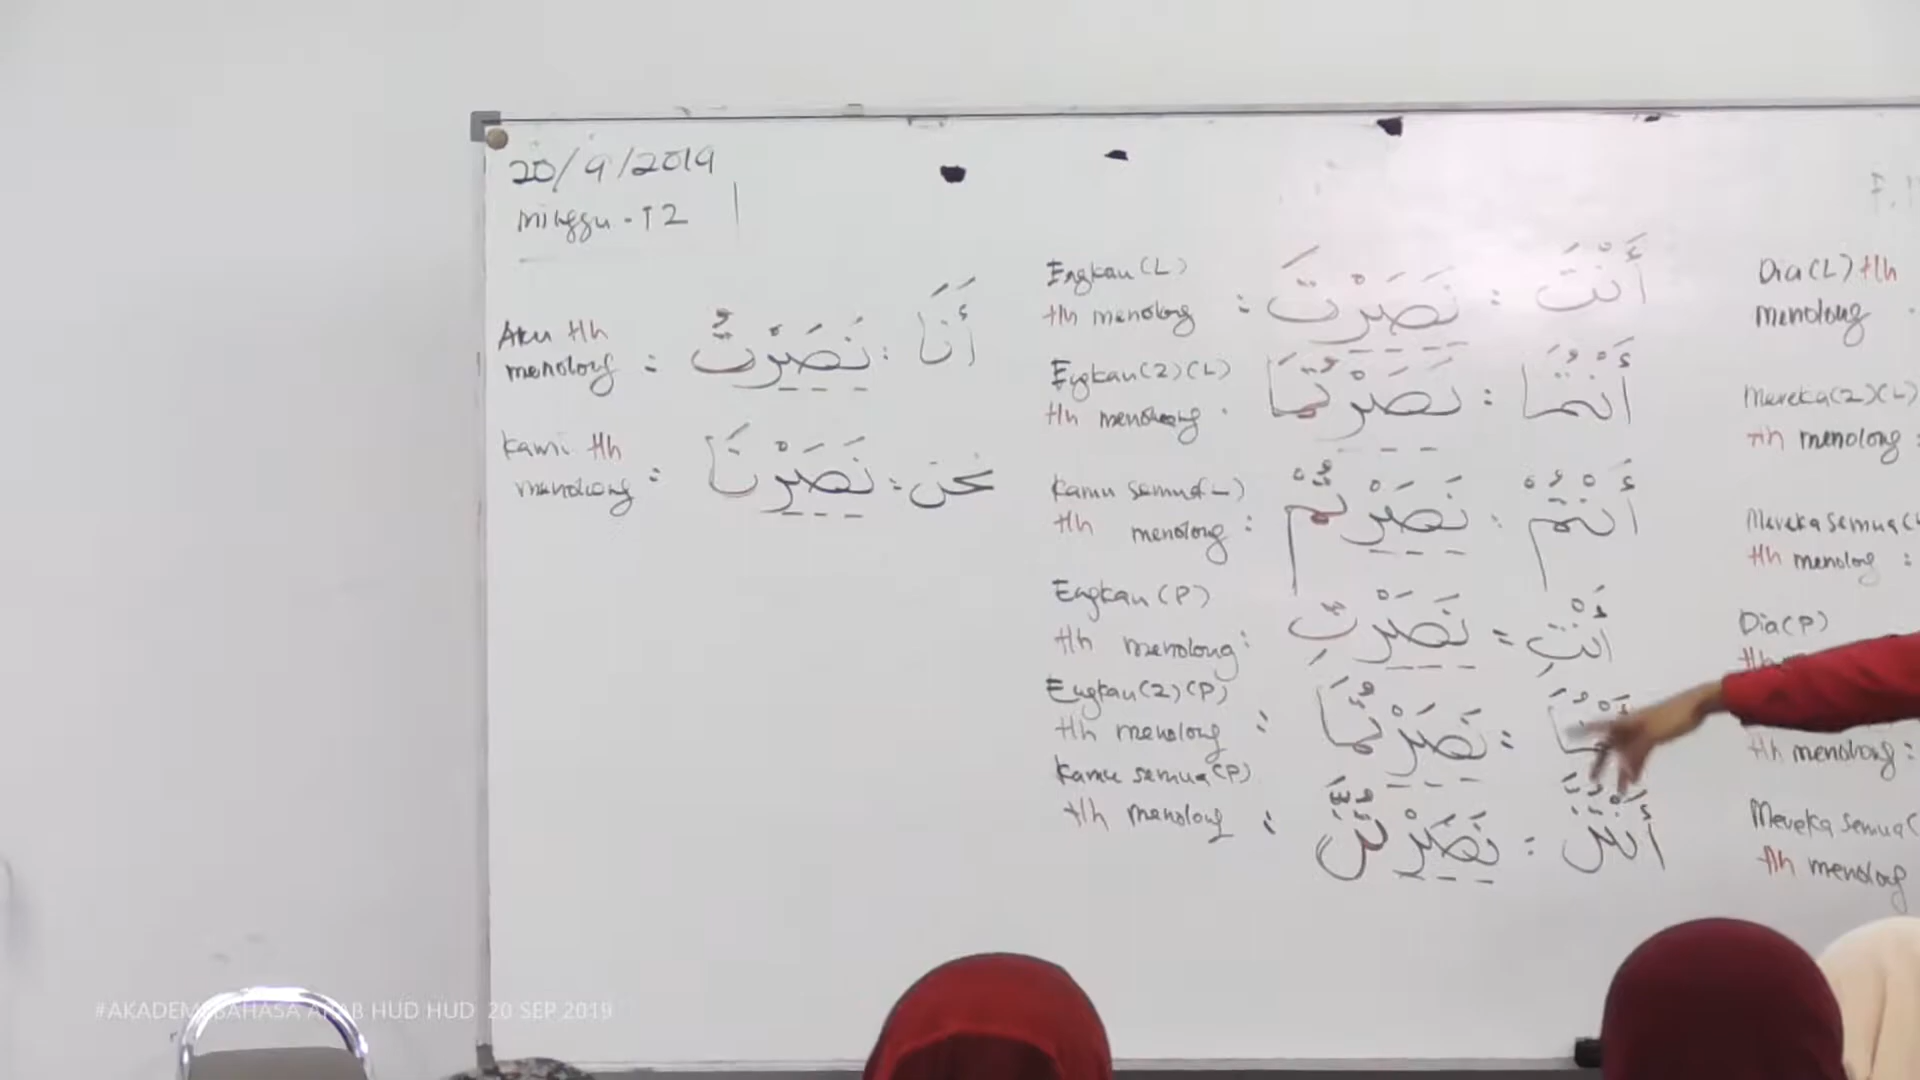 20/9/2019
Minggu - 12
Aku tlh
menolong : نَصَرْتُ : أَنَا
Kami tlh
menolong : نَصَرْنَا : نحن
Engkau (L)
tlh menolong : نَصَرْتَ : أَنْتَ
Engkau (2) (L)
tlh menolong : نَصَرْتُمَا : أَنْتُمَا
Kamu semua (L)
tlh menolong : نَصَرْتُمْ : أَنْتُمْ
Engkau (P)
tlh menolong : نَصَرْتِ : أَنْتِ
Engkau (2) (P)
tlh menolong : نَصَرْتُمَا :
Kamu semua (P)
tlh menolong : نَصَرْتُنَّ : أَنْتُنَّ
Dia (L) tlh
menolong
Mereka (2) (L)
tlh menolong :
Mereka semua (L
tlh menolong :
Dia (P)
tlh menolong :
Mereka semua (
tlh menolong
#AKADEMI BAHASA ARAB HUD HUD 20 SEP 2019